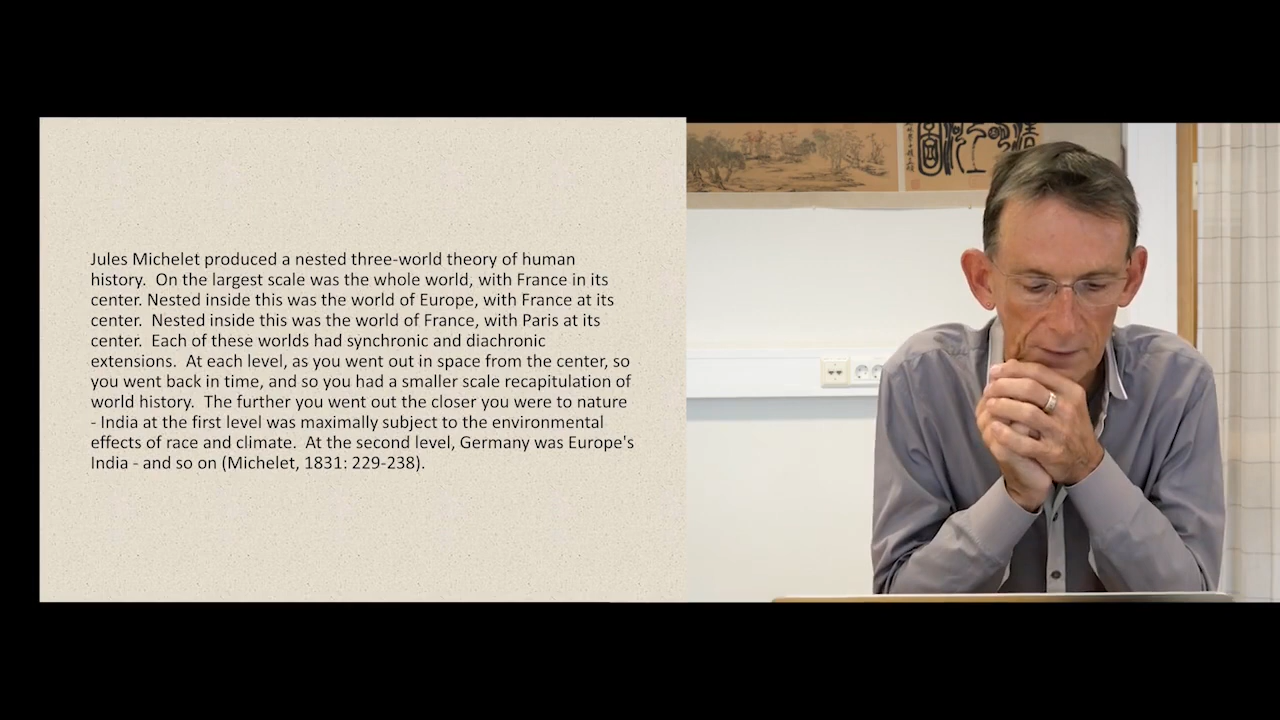 Jules Michelet produced a nested three-world theory of human
history.  On the largest scale was the whole world, with France in its
center. Nested inside this was the world of Europe, with France at its
center.  Nested inside this was the world of France, with Paris at its
center.  Each of these worlds had synchronic and diachronic
extensions.  At each level, as you went out in space from the center, so
you went back in time, and so you had a smaller scale recapitulation of
world history.  The further you went out the closer you were to nature
- India at the first level was maximally subject to the environmental
effects of race and climate.  At the second level, Germany was Europe's
India - and so on (Michelet, 1831: 229-238).